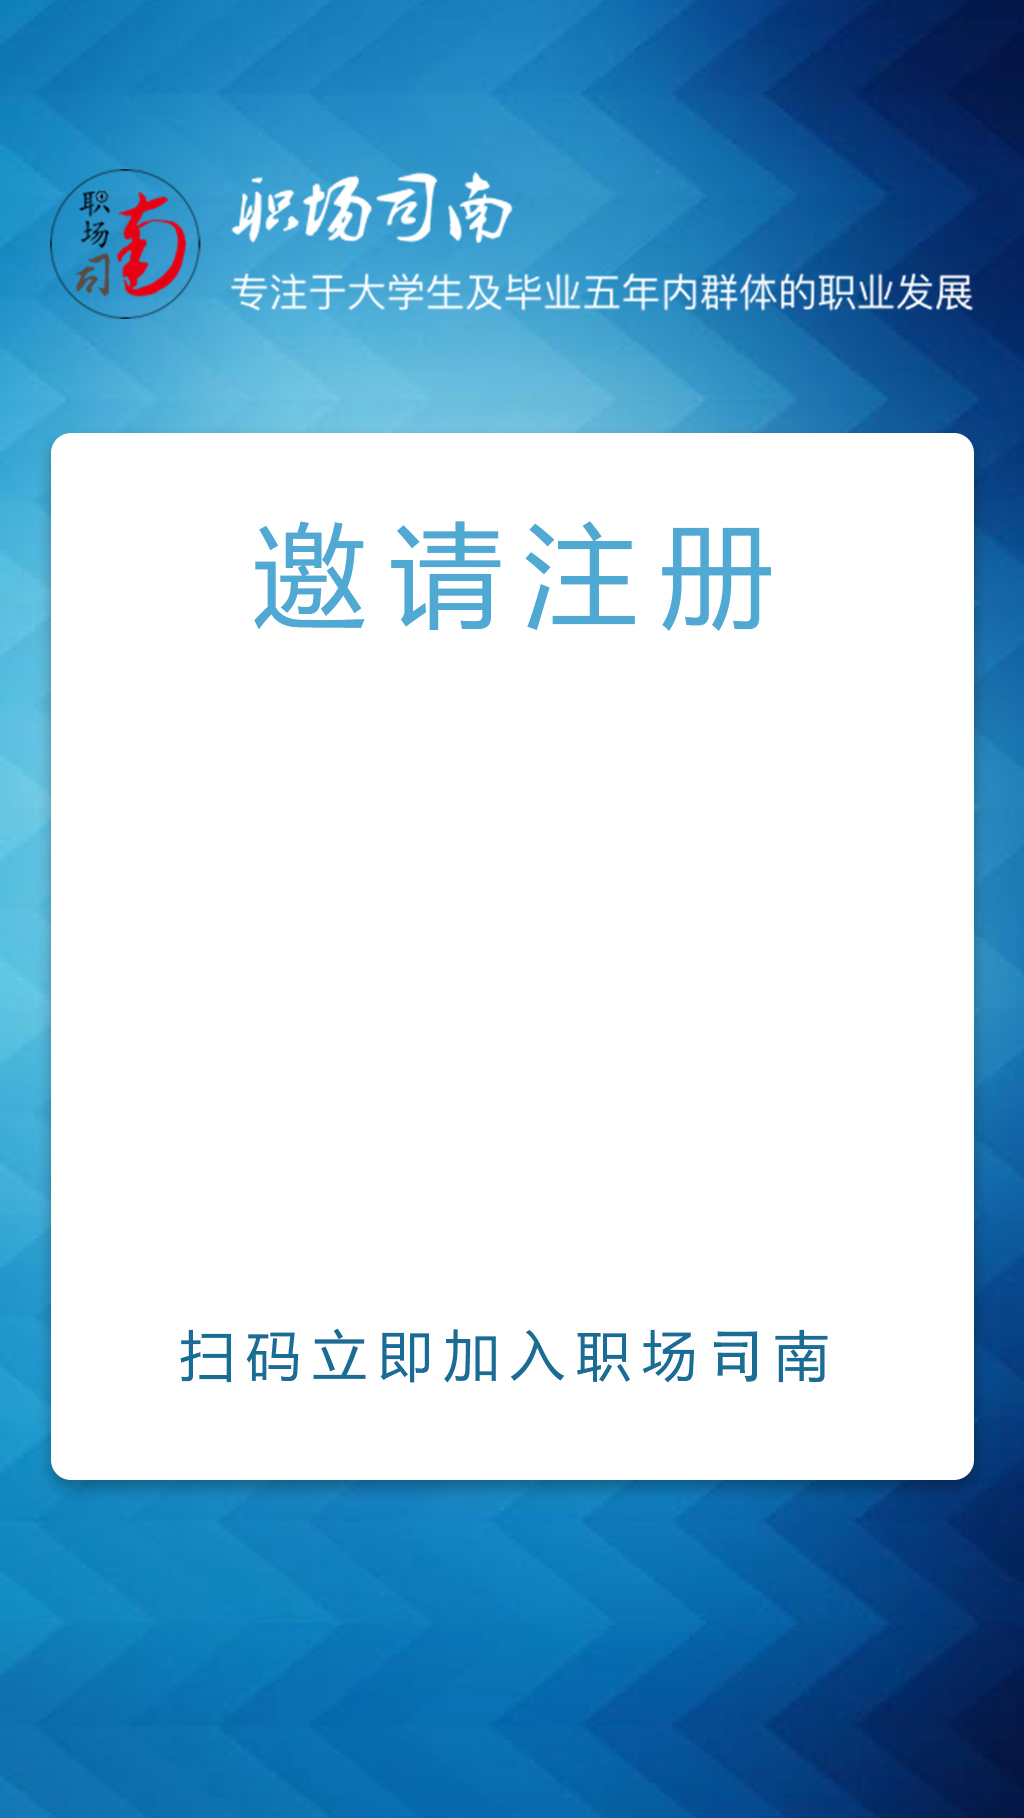 职场司南
职场司南
专注于大学生及毕业五年内群体的职业发展
邀请注册
扫码立即加入职场司南